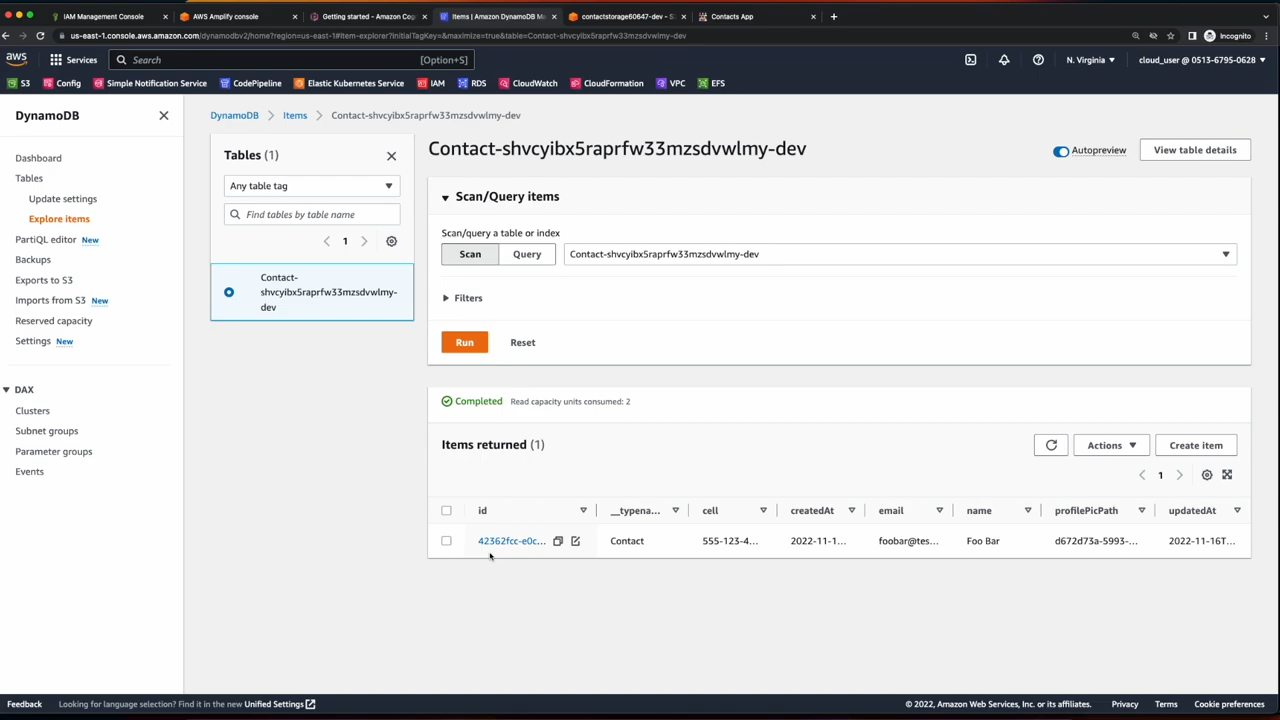 IAM Management Console
AWS Amplify console
Getting started - Amazon Cog
Items | Amazon DynamoDB M
contactstorage60647-dev - S3
Contacts App
us-east-1.console.aws.amazon.com/dynamodbv2/home?region=us-east-1#item-explorer?initialTagKey=&maximize=true&table=Contact-shvcyibx5raprfw33mzsdvwlmy-dev
Incognito
aws
Services
Search
[Option+S]
N. Virginia
cloud_user @ 0513-6795-0628
S3
Config
Simple Notification Service
CodePipeline
Elastic Kubernetes Service
IAM
RDS
CloudWatch
CloudFormation
VPC
EFS
DynamoDB
Dashboard
Tables
Update settings
Explore items
PartiQL editor New
Backups
Exports to S3
Imports from S3 New
Reserved capacity
Settings New
DAX
Clusters
Subnet groups
Parameter groups
Events
DynamoDB > Items > Contact-shvcyibx5raprfw33mzsdvwlmy-dev
Tables (1)
Any table tag
Find tables by table name
1
Contact-
shvcyibx5raprfw33mzsdvwlmy-
dev
Contact-shvcyibx5raprfw33mzsdvwlmy-dev
Autopreview
View table details
Scan/Query items
Scan/query a table or index
Scan
Query
Contact-shvcyibx5raprfw33mzsdvwlmy-dev
Filters
Run
Reset
Completed Read capacity units consumed: 2
Items returned (1)
Actions
Create item
1
id __typena... cell createdAt email name profilePicPath updatedAt
42362fcc-e0c... Contact 555-123-4... 2022-11-1... foobar@tes... Foo Bar d672d73a-5993-... 2022-11-16T...
Feedback
Looking for language selection? Find it in the new Unified Settings
© 2022, Amazon Web Services, Inc. or its affiliates.
Privacy
Terms
Cookie preferences